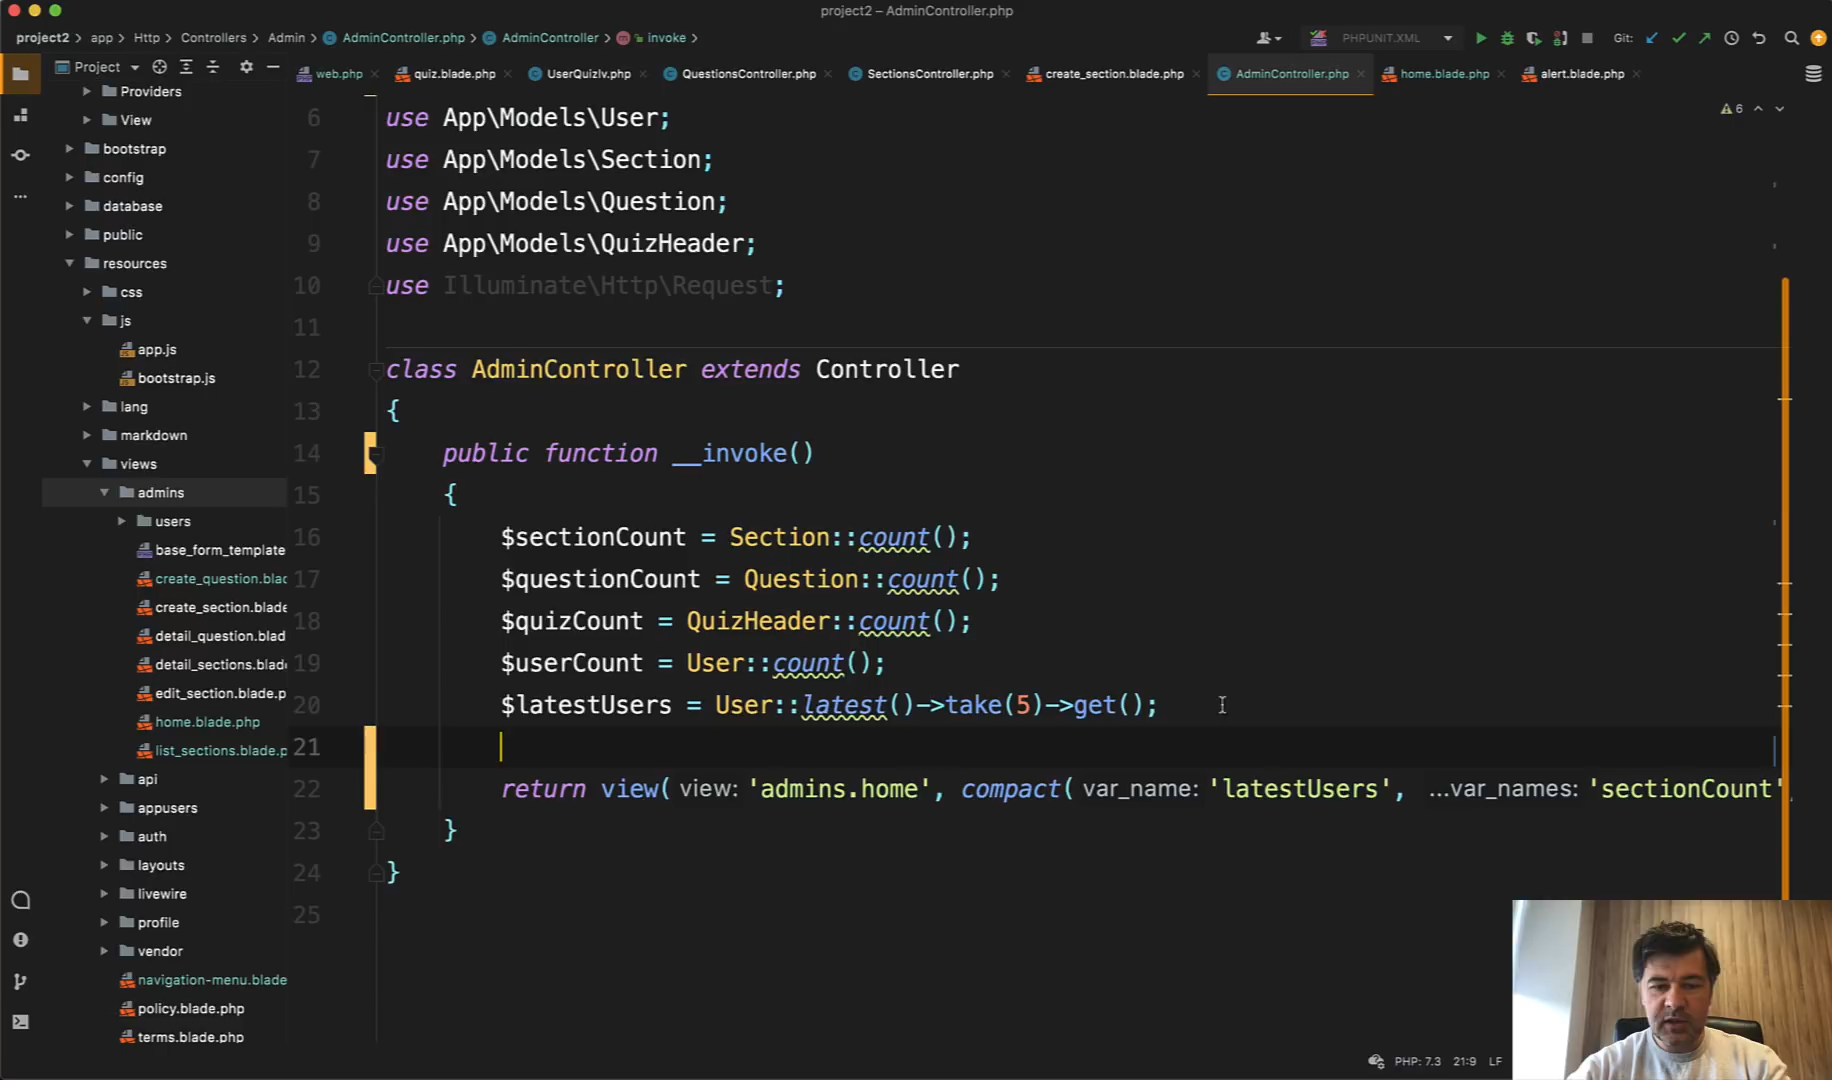 project2 – AdminController.php
project2 › app › Http › Controllers › Admin › AdminController.php › AdminController › invoke ›
PHPUNIT.XML
Git:
Project
web.php
quiz.blade.php
UserQuizlv.php
QuestionsController.php
SectionsController.php
create_section.blade.php
AdminController.php
home.blade.php
alert.blade.php
Providers
View
bootstrap
config
database
public
resources
css
js
app.js
bootstrap.js
lang
markdown
views
admins
users
base_form_template
create_question.blad
create_section.blade
detail_question.blad
detail_sections.blade
edit_section.blade.p
home.blade.php
list_sections.blade.p
api
appusers
auth
layouts
livewire
profile
vendor
navigation-menu.blade
policy.blade.php
terms.blade.php
6
6 use App\Models\User;
7 use App\Models\Section;
8 use App\Models\Question;
9 use App\Models\QuizHeader;
10 use Illuminate\Http\Request;
11
12 class AdminController extends Controller
13 {
14 public function __invoke()
15 {
16 $sectionCount = Section::count();
17 $questionCount = Question::count();
18 $quizCount = QuizHeader::count();
19 $userCount = User::count();
20 $latestUsers = User::latest()->take(5)->get();
21
22 return view( view: 'admins.home', compact( var_name: 'latestUsers', ...var_names: 'sectionCount'
23 }
24 }
25
PHP: 7.3 21:9 LF